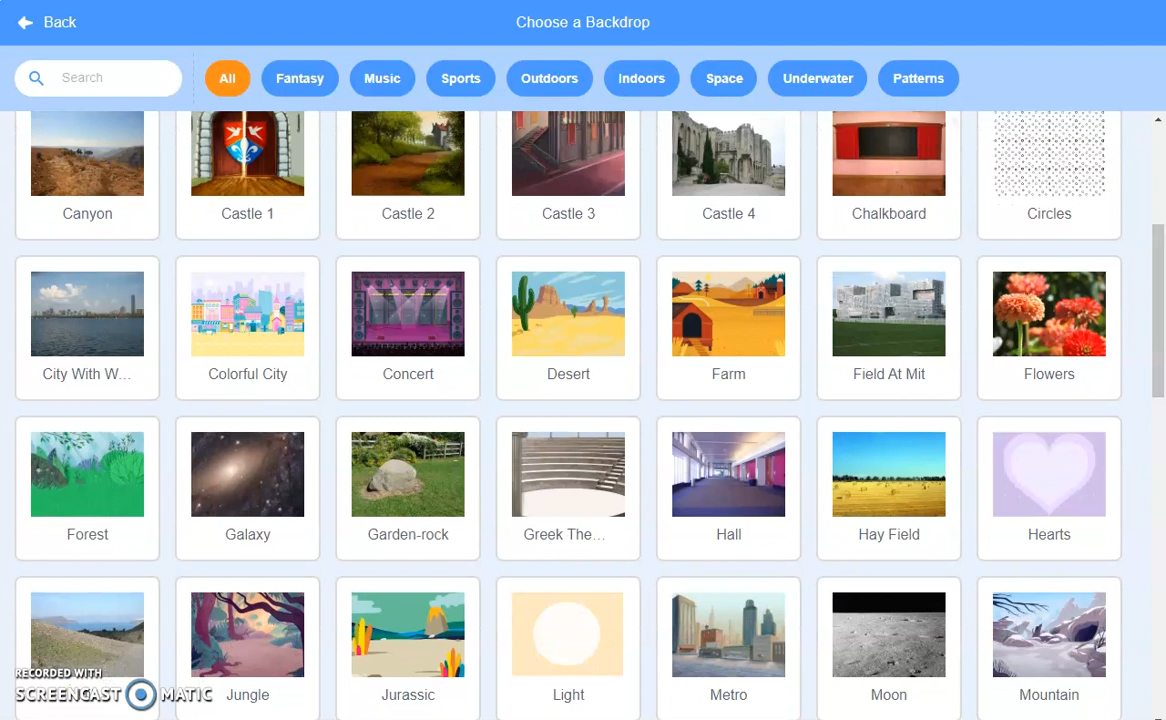 Back
Choose a Backdrop
Search
All
Fantasy
Music
Sports
Outdoors
Indoors
Space
Underwater
Patterns
Canyon
Castle 1
Castle 2
Castle 3
Castle 4
Chalkboard
Circles
City With W...
Colorful City
Concert
Desert
Farm
Field At Mit
Flowers
Forest
Galaxy
Garden-rock
Greek The...
Hall
Hay Field
Hearts
RECORDED WITH
SCREENCAST MATIC
Jungle
Jurassic
Light
Metro
Moon
Mountain